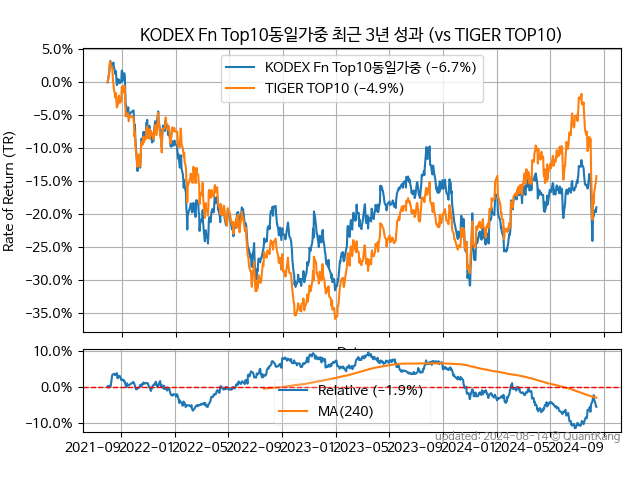 KODEX Fn Top10동일가중 최근 3년 성과 (vs TIGER TOP10)
5.0%
0.0%
−5.0%
−10.0%
−15.0%
−20.0%
−25.0%
−30.0%
−35.0%
Rate of Return (TR)
KODEX Fn Top10동일가중 (−6.7%)
TIGER TOP10 (−4.9%)
10.0%
0.0%
−10.0%
Relative (−1.9%)
MA(240)
updated: 2024-08-14 © QuantKang
2021-09 2022-01 2022-05 2022-09 2023-01 2023-05 2023-09 2024-01 2024-05 2024-09